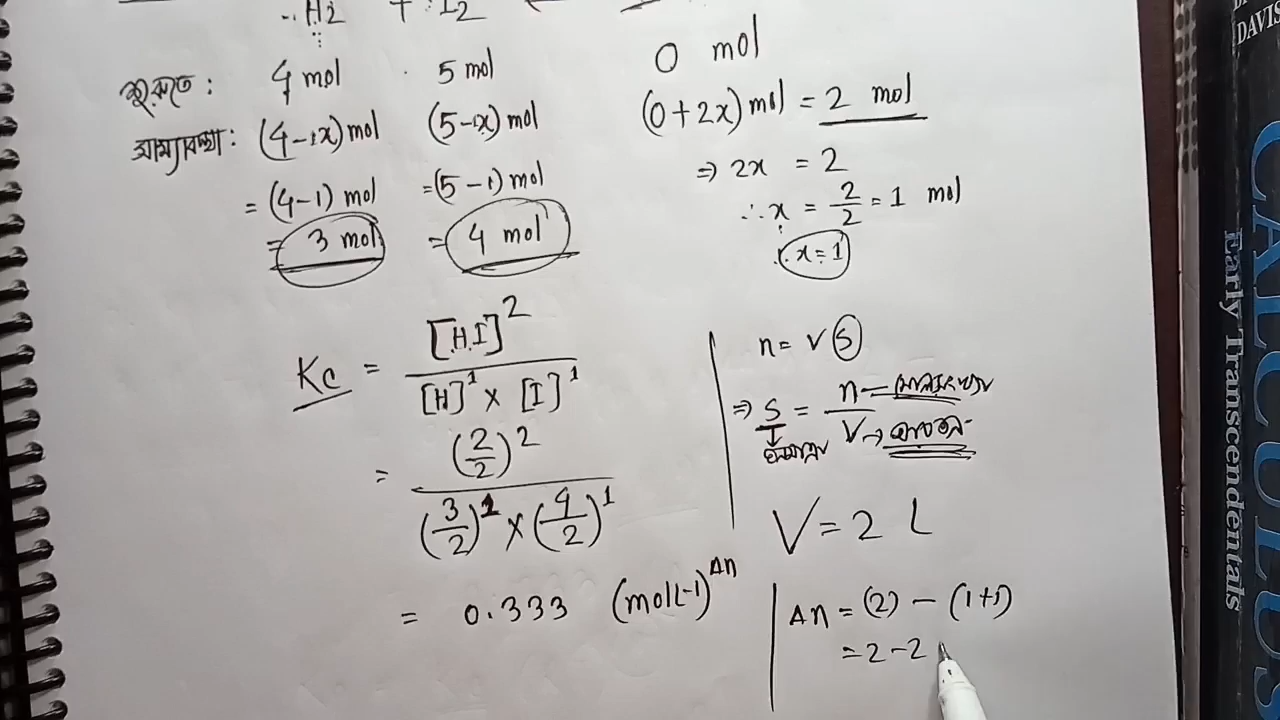 H2 + I2
শুরুতে : 4 mol 5 mol 0 mol
সাম্যাবস্থা : (4-1x) mol (5-1x) mol (0+2x) mol = 2 mol
⇒ 2x = 2
= (4-1) mol = (5-1) mol
∴ x = 2/2 = 1 mol
= 3 mol = 4 mol
∴ x = 1
Kc = [HI]^2 / [H]^1 × [I]^1
= (2/2)^2 / (3/2)^1 × (4/2)^1
= 0.333 (molL-1)^Δn
n = VS
⇒ S = n / V
V = 2 L
Δn = (2) - (1+1)
= 2-2
DAVIS
CALCULUS
Early Transcendentals